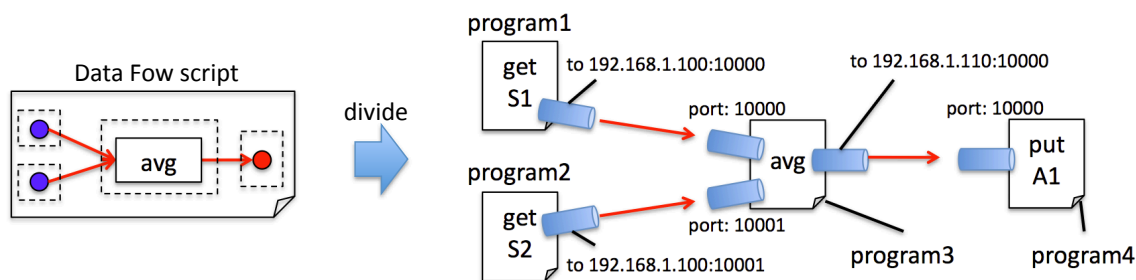 Data Fow script
avg
divide
program1
get
S1
to 192.168.1.100:10000
port: 10000
program2
get
S2
to 192.168.1.100:10001
port: 10001
avg
to 192.168.1.110:10000
program3
port: 10000
put
A1
program4